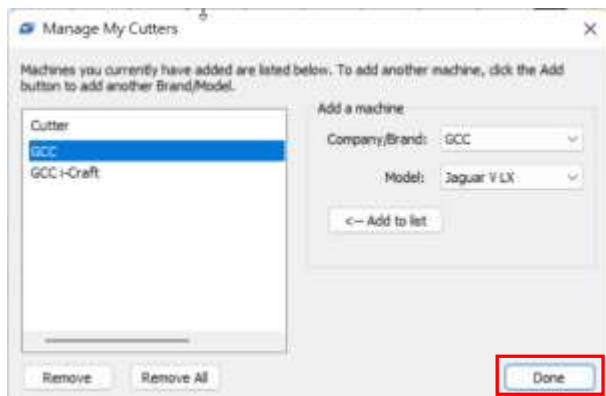 Manage My Cutters
Machines you currently have added are listed below. To add another machine, click the Add
button to add another Brand/Model.
Cutter
GCC
GCC i-Craft
Add a machine
Company/Brand: GCC
Model: Jaguar V LX
<-- Add to list
Remove
Remove All
Done